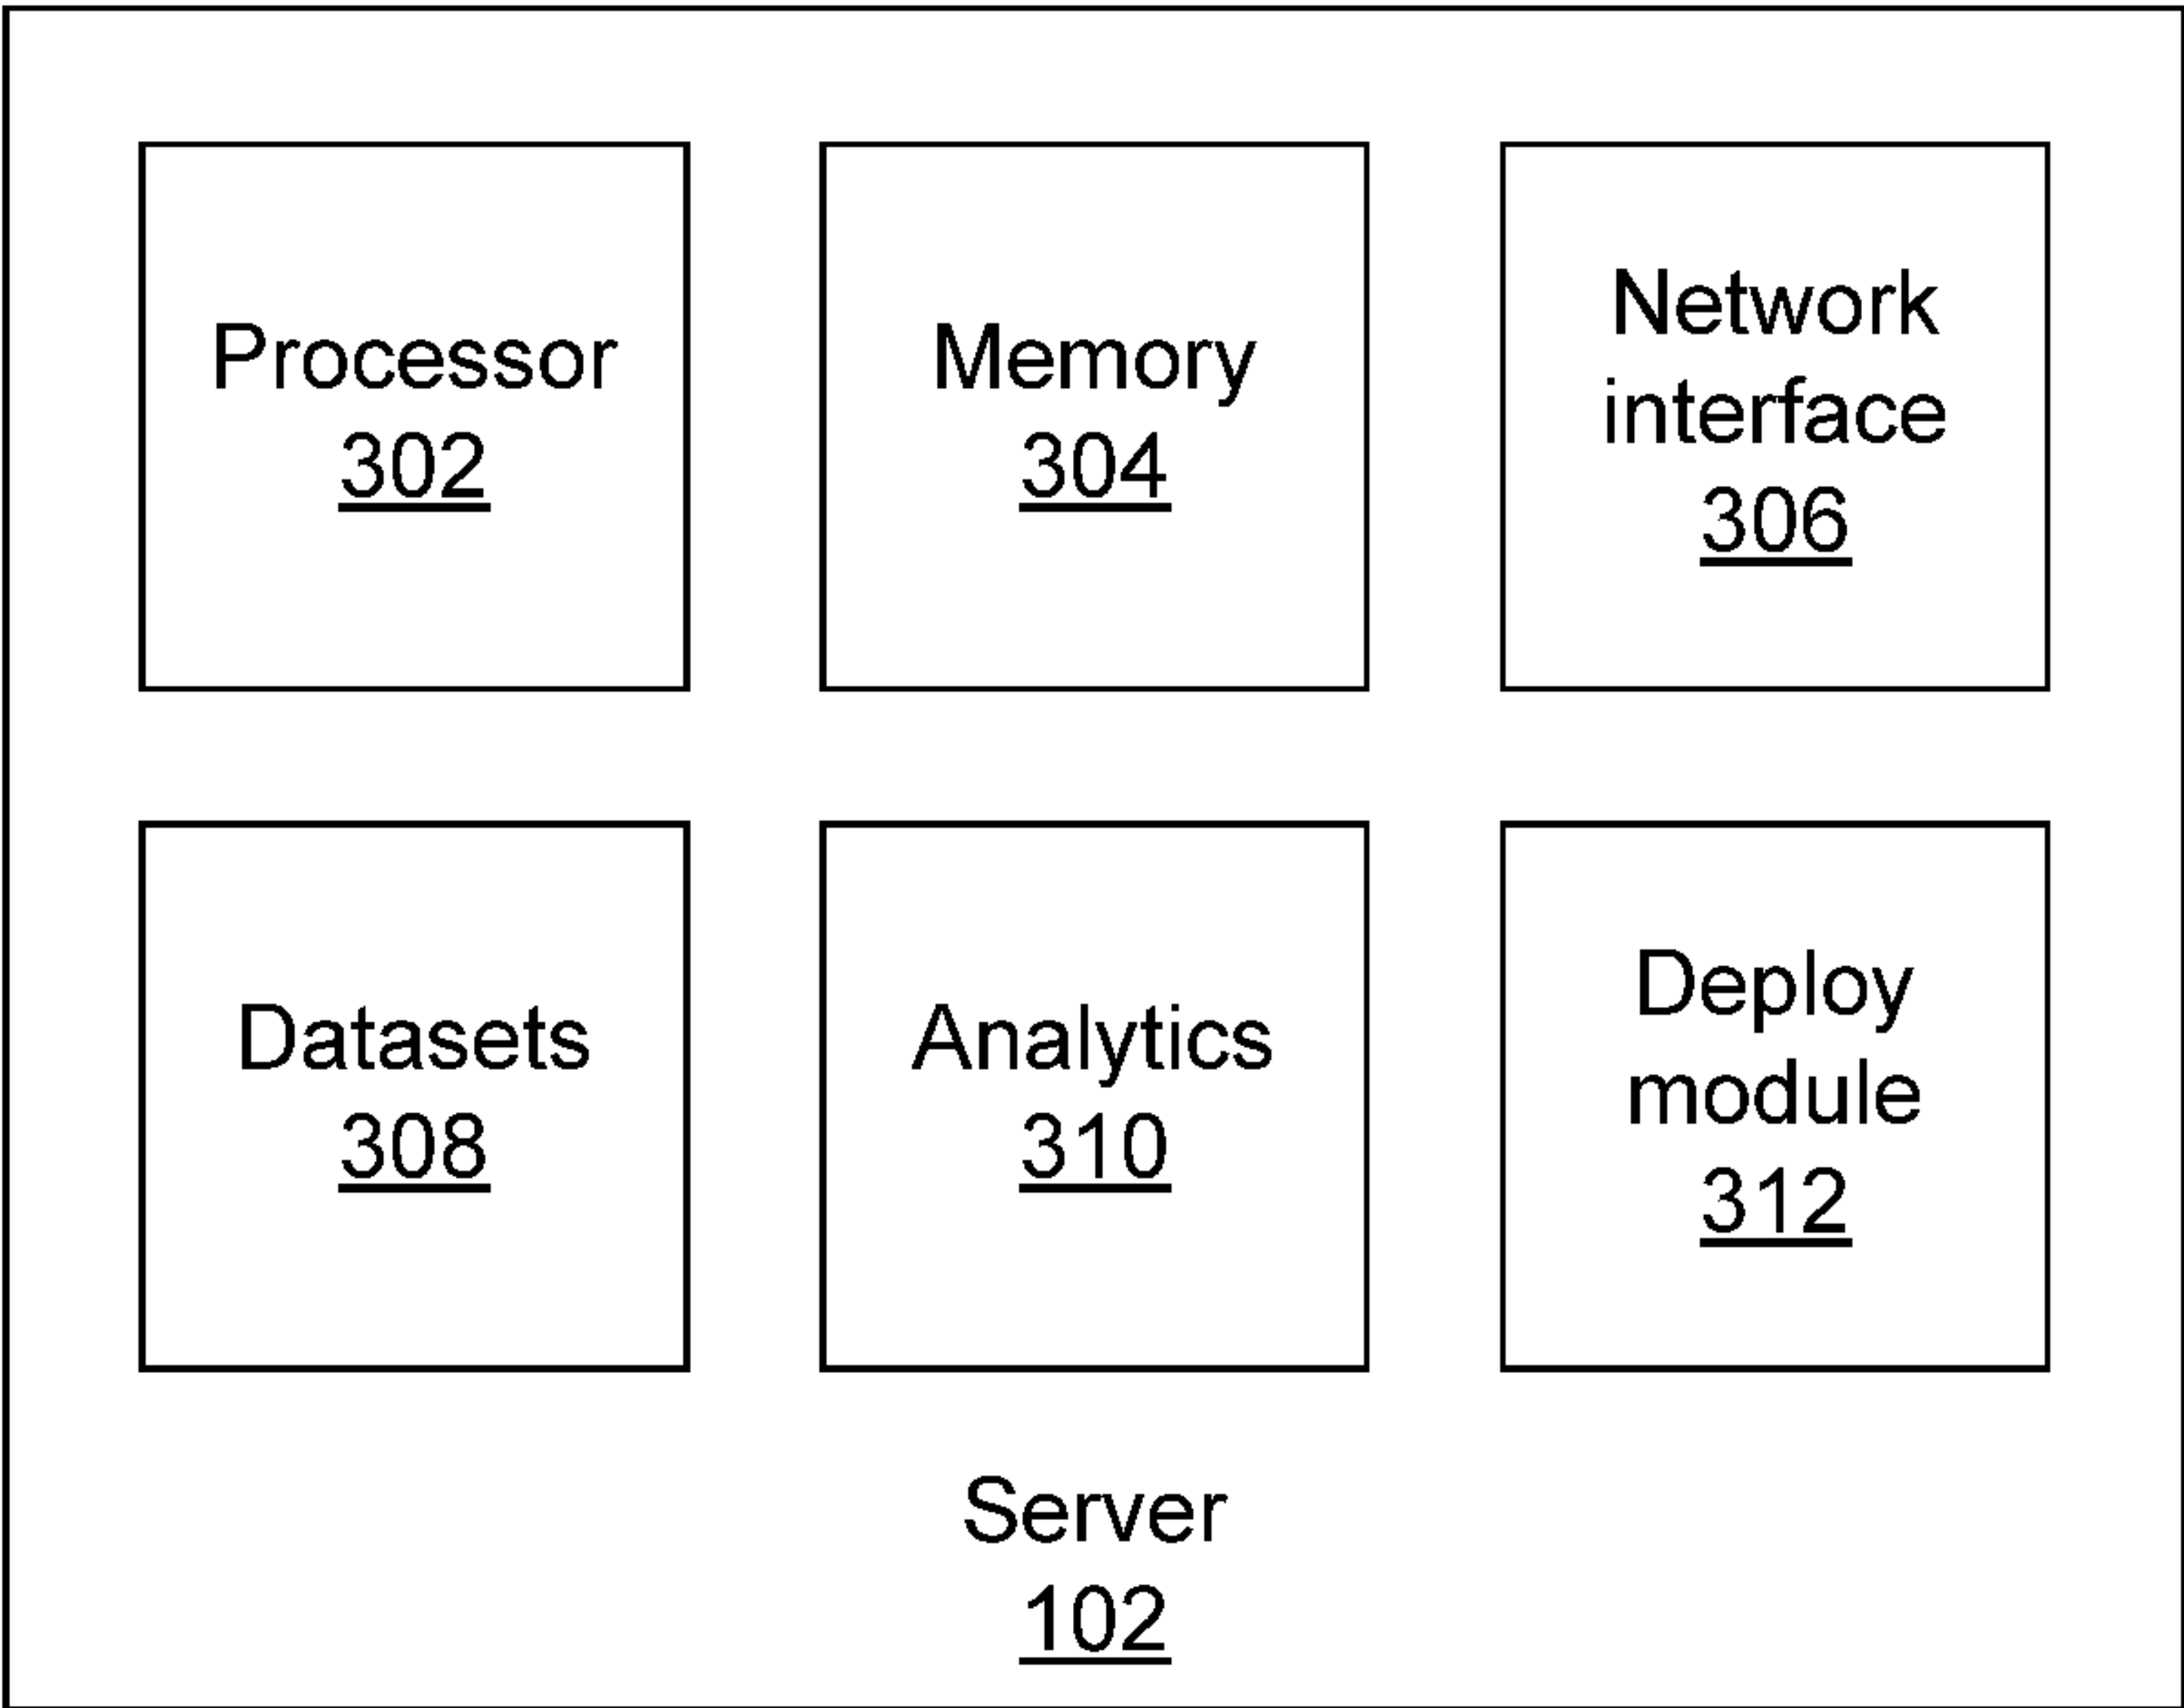 Processor
302
Memory
304
Network
interface
306
Datasets
308
Analytics
310
Deploy
module
312
Server
102